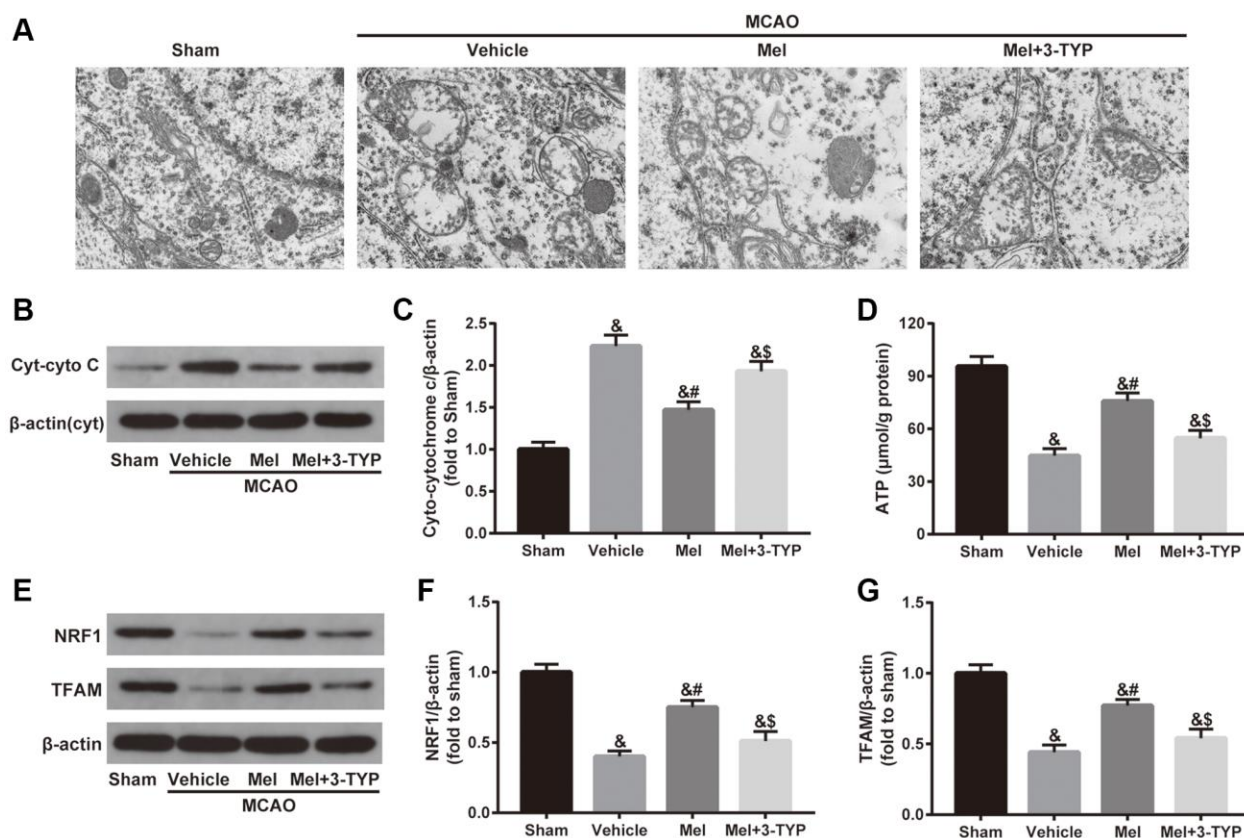 A
MCAO
Sham
Vehicle
Mel
Mel+3-TYP
B
Cyt-cyto C
β-actin(cyt)
Sham Vehicle Mel Mel+3-TYP
MCAO
C
Cyto-cytochrome c/β-actin
(fold to Sham)
2.5
2.0
1.5
1.0
0.5
0.0
&
&#
&$
Sham Vehicle Mel Mel+3-TYP
D
ATP (μmol/g protein)
120
90
60
30
0
&
&#
&$
Sham Vehicle Mel Mel+3-TYP
E
NRF1
TFAM
β-actin
Sham Vehicle Mel Mel+3-TYP
MCAO
F
NRF1/β-actin
(fold to sham)
1.5
1.0
0.5
0.0
&
&#
&$
Sham Vehicle Mel Mel+3-TYP
G
TFAM/β-actin
(fold to sham)
1.5
1.0
0.5
0.0
&
&#
&$
Sham Vehicle Mel Mel+3-TYP